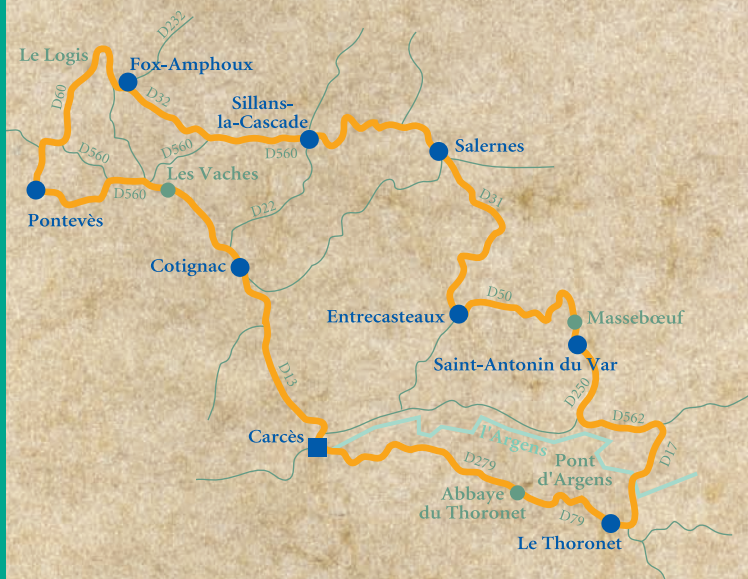 D232
Le Logis
Fox-Amphoux
D60
D32
Sillans-
la-Cascade
Salernes
D560
D560
D560
Les Vaches
D560
D31
Pontevès
D22
Cotignac
D50
Entrecasteaux
Massebœuf
Saint-Antonin du Var
D13
D250
D562
Carcès
l'Argens
D17
D279
Pont
d'Argens
Abbaye
du Thoronet
D79
Le Thoronet